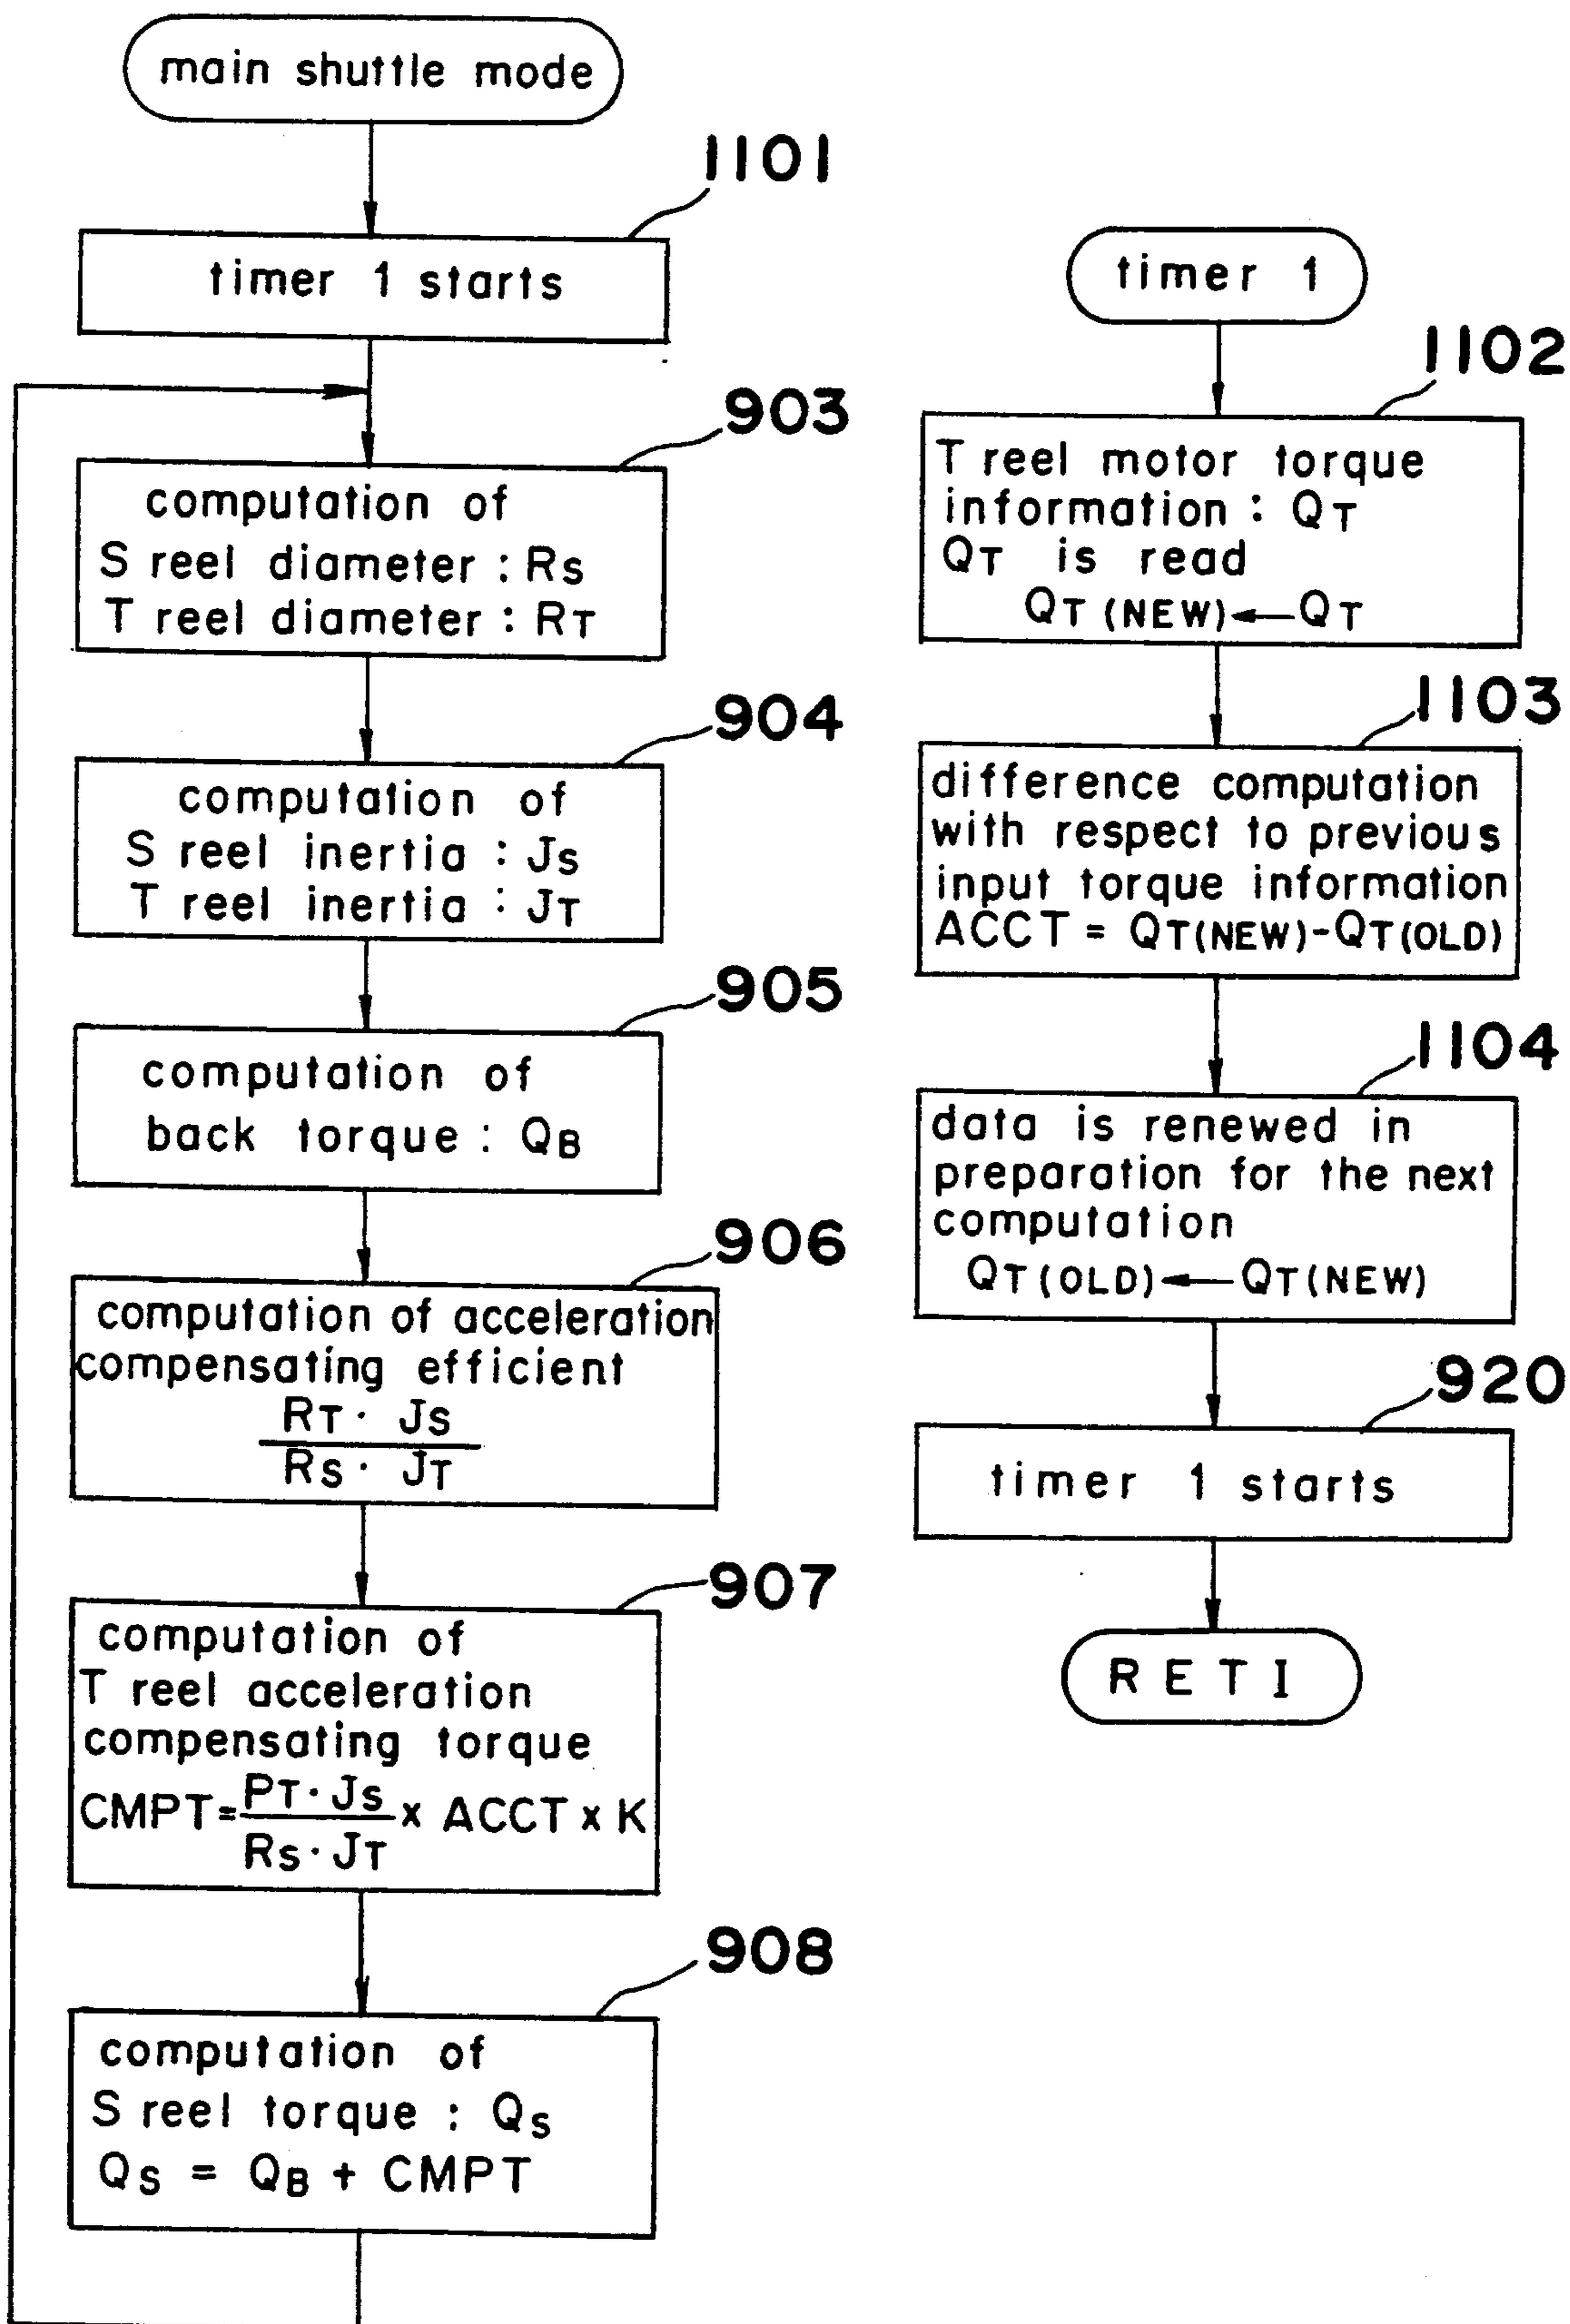 main shuttle mode
1101
timer 1 starts
903
computation of
S reel diameter : RS
T reel diameter : RT
904
computation of
S reel inertia : JS
T reel inertia : JT
905
computation of
back torque : QB
906
computation of acceleration
compensating efficient
RT · JS
RS · JT
907
computation of
T reel acceleration
compensating torque
CMPT = PT · JS / RS · JT x ACCT x K
908
computation of
S reel torque : QS
QS = QB + CMPT
timer 1
1102
T reel motor torque
information : QT
QT is read
QT (NEW) ← QT
1103
difference computation
with respect to previous
input torque information
ACCT = QT(NEW)-QT(OLD)
1104
data is renewed in
preparation for the next
computation
QT(OLD) ← QT(NEW)
920
timer 1 starts
RETI